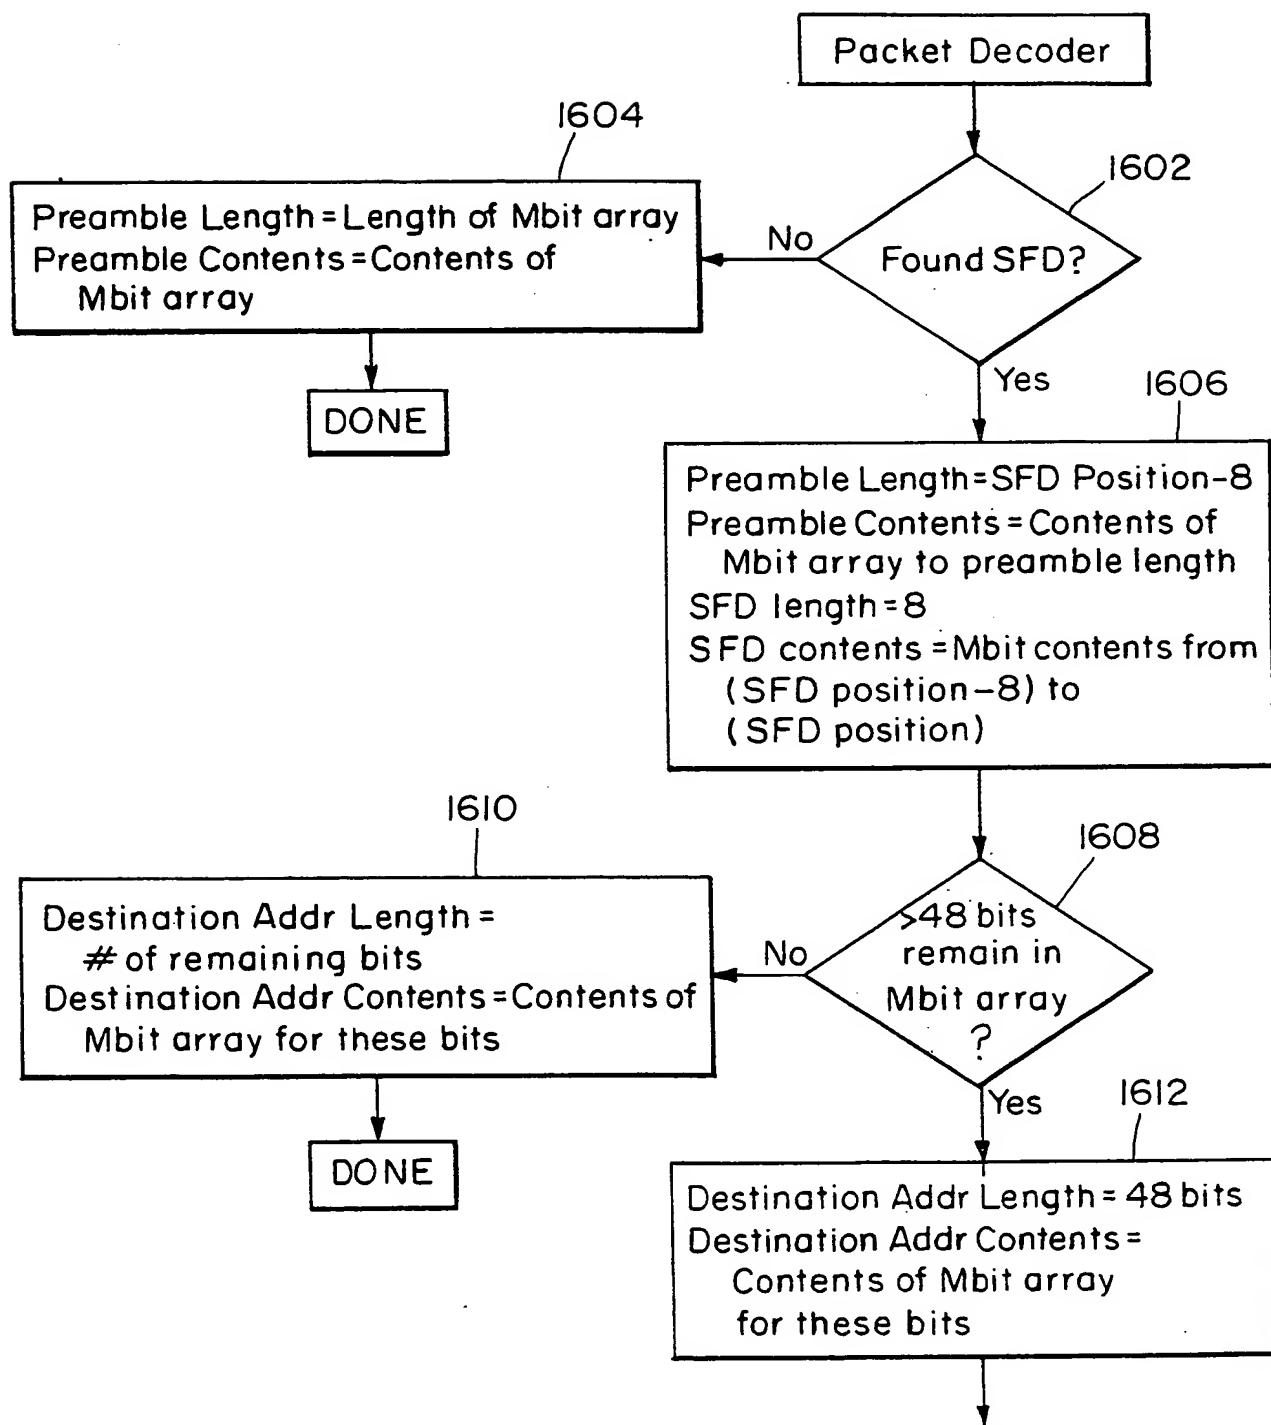 Packet Decoder
1604
1602
Preamble Length=Length of Mbit array
Preamble Contents=Contents of
Mbit array
No
Found SFD?
DONE
Yes
1606
Preamble Length=SFD Position-8
Preamble Contents=Contents of
Mbit array to preamble length
SFD length=8
SFD contents=Mbit contents from
(SFD position-8) to
(SFD position)
1610
1608
Destination Addr Length=
# of remaining bits
Destination Addr Contents=Contents of
Mbit array for these bits
No
>48 bits
remain in
Mbit array
?
DONE
Yes
1612
Destination Addr Length=48 bits
Destination Addr Contents=
Contents of Mbit array
for these bits